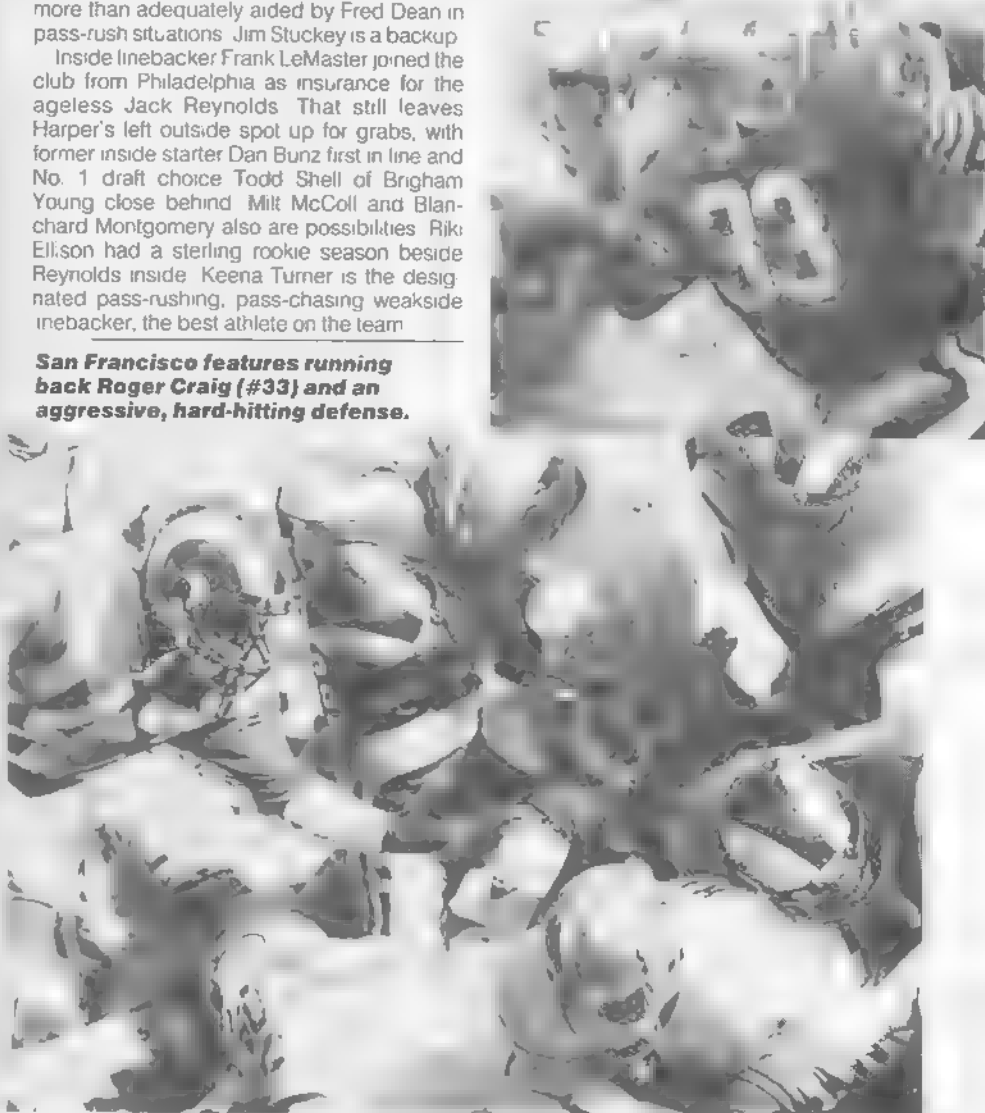 more than adequately aided by Fred Dean in
pass-rush situations Jim Stuckey is a backup
Inside linebacker Frank LeMaster joined the
club from Philadelphia as insurance for the
ageless Jack Reynolds That still leaves
Harper's left outside spot up for grabs, with
former inside starter Dan Bunz first in line and
No. 1 draft choice Todd Shell of Brigham
Young close behind Milt McColl and Blan-
chard Montgomery also are possibilities Riki
Ellison had a sterling rookie season beside
Reynolds inside Keena Turner is the desig-
nated pass-rushing, pass-chasing weakside
inebacker, the best athlete on the team
San Francisco features running
back Roger Craig (#33) and an
aggressive, hard-hitting defense.